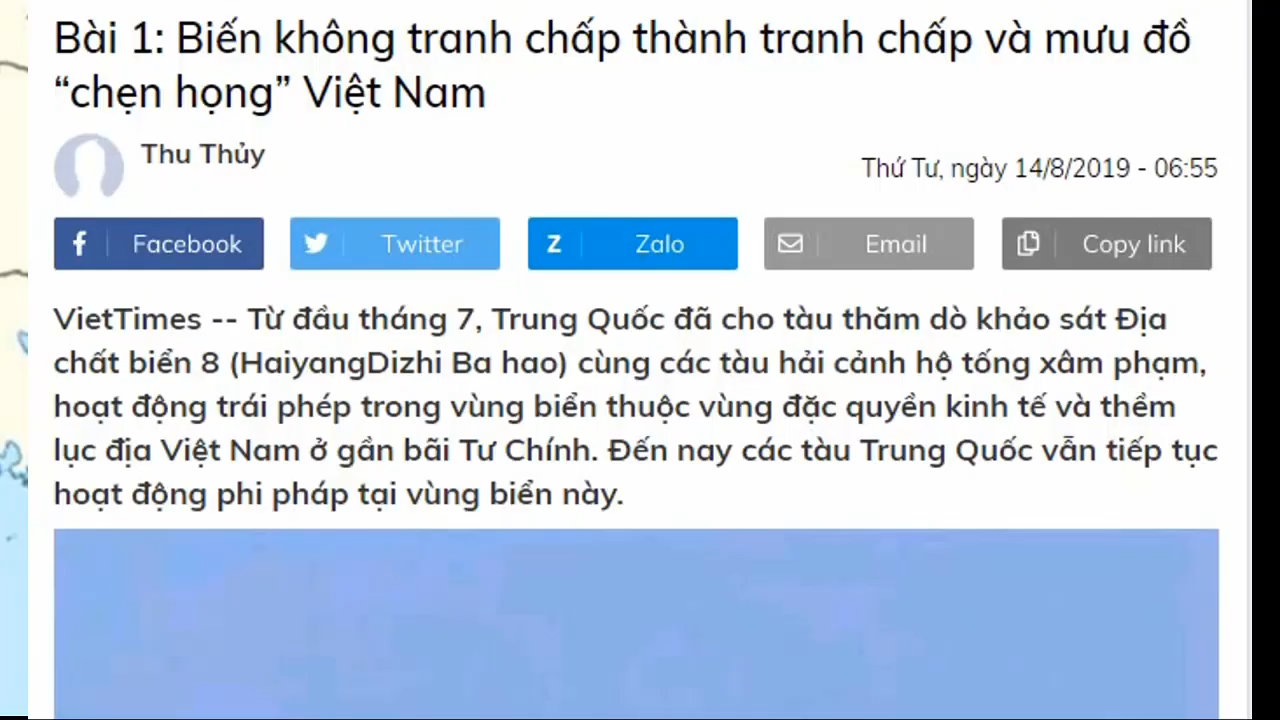 Bài 1: Biến không tranh chấp thành tranh chấp và mưu đồ
“chẹn họng” Việt Nam
Thu Thủy
Thứ Tư, ngày 14/8/2019 - 06:55
Facebook
Twitter
Z Zalo
Email
Copy link
VietTimes -- Từ đầu tháng 7, Trung Quốc đã cho tàu thăm dò khảo sát Địa
chất biển 8 (HaiyangDizhi Ba hao) cùng các tàu hải cảnh hộ tống xâm phạm,
hoạt động trái phép trong vùng biển thuộc vùng đặc quyền kinh tế và thềm
lục địa Việt Nam ở gần bãi Tư Chính. Đến nay các tàu Trung Quốc vẫn tiếp tục
hoạt động phi pháp tại vùng biển này.